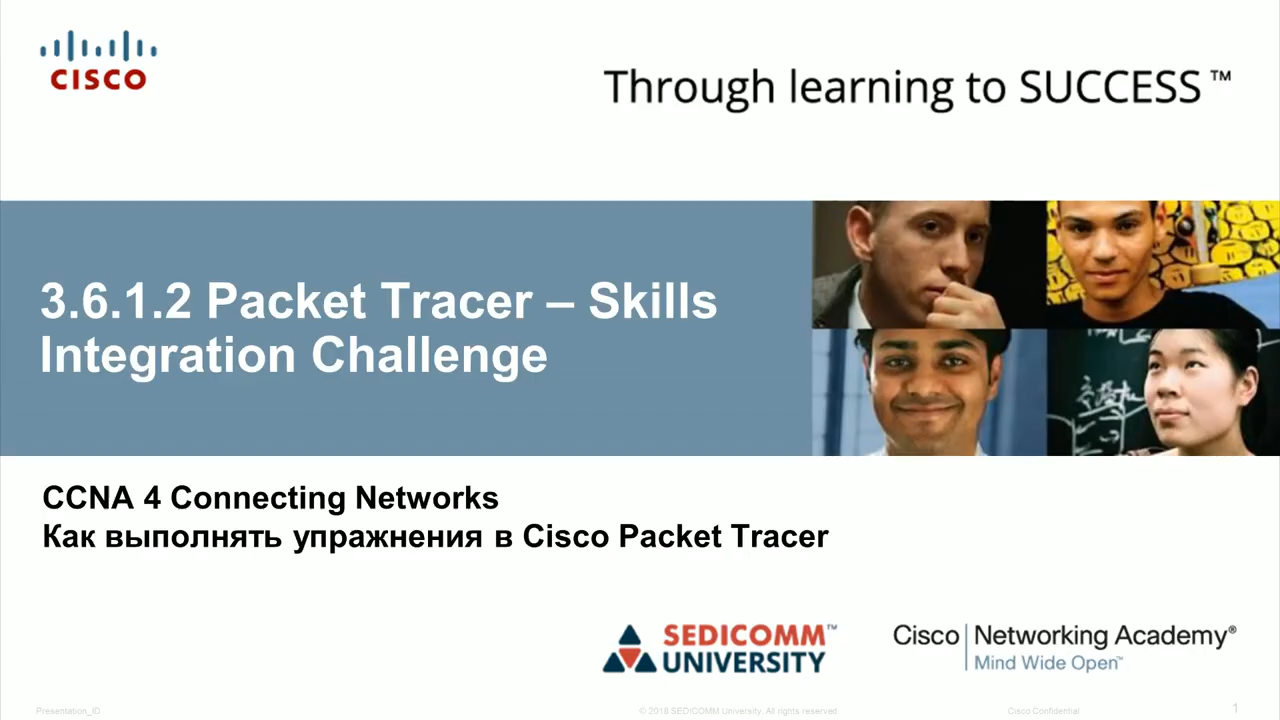 CISCO
Through learning to SUCCESS™
3.6.1.2 Packet Tracer – Skills
Integration Challenge
CCNA 4 Connecting Networks
Как выполнять упражнения в Cisco Packet Tracer
SEDICOMM™
UNIVERSITY
Cisco Networking Academy®
Mind Wide Open™
Presentation_ID
© 2018 SEDICOMM University. All rights reserved
Cisco Confidential
1